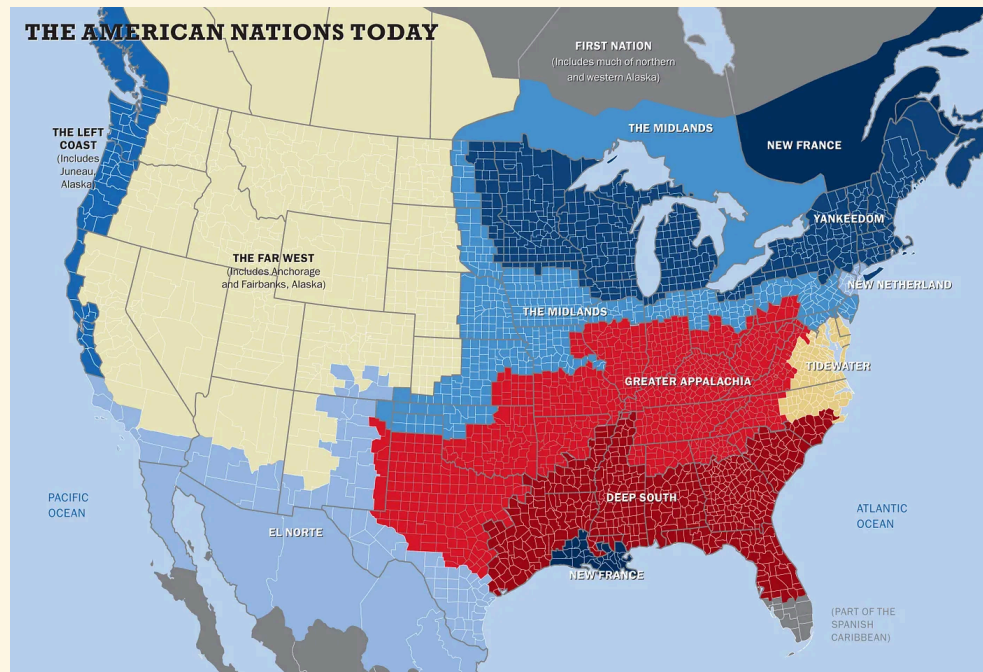 THE AMERICAN NATIONS TODAY
FIRST NATION
(Includes much of northern
and western Alaska)
THE LEFT
COAST
(Includes
Juneau,
Alaska)
THE MIDLANDS
NEW FRANCE
YANKEEDOM
THE FAR WEST
(Includes Anchorage
and Fairbanks, Alaska)
NEW NETHERLAND
THE MIDLANDS
TIDEWATER
GREATER APPALACHIA
PACIFIC
OCEAN
DEEP SOUTH
ATLANTIC
OCEAN
EL NORTE
NEW FRANCE
(PART OF THE
SPANISH
CARIBBEAN)